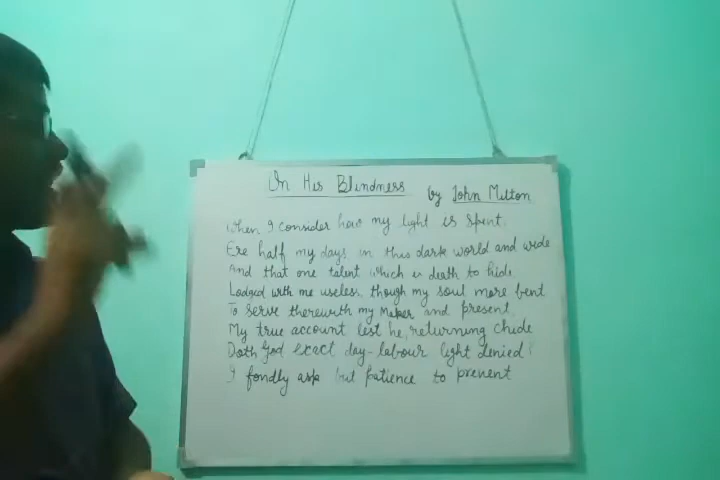 On His Blindness
by John Milton
When I consider how my light is spent,
Ere half my days in this dark world and wide
And that one talent which is death to hide
Lodged with me useless, though my soul more bent
To serve therewith my Maker and present
My true account lest he, returning chide
Doth God exact day-labour light denied!
I fondly ask but patience to prevent